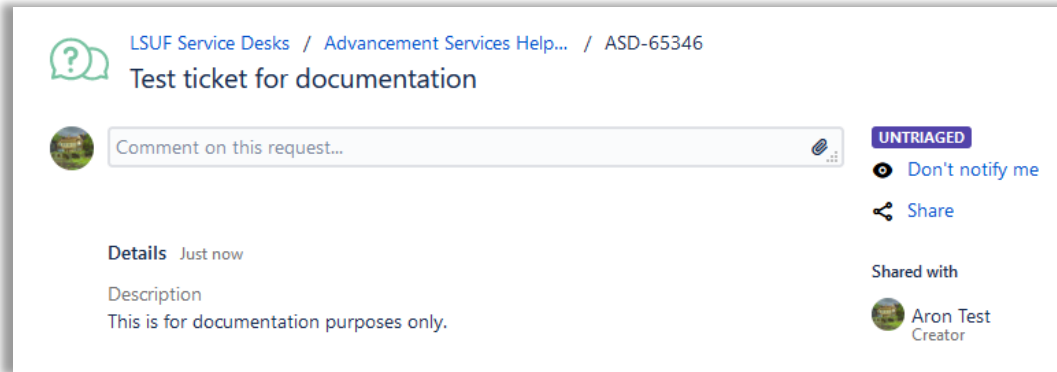 LSUF Service Desks / Advancement Services Help... / ASD-65346
Test ticket for documentation
Comment on this request...
UNTRIAGED
Don't notify me
Share
Details Just now
Description
This is for documentation purposes only.
Shared with
Aron Test
Creator